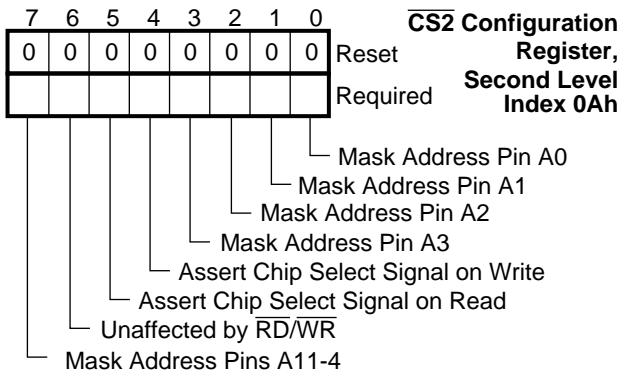 7 6 5 4 3 2 1 0
C̅S̅2̅ Configuration
0 0 0 0 0 0 0 0 Reset
Register,
Required
Second Level
Index 0Ah
Mask Address Pin A0
Mask Address Pin A1
Mask Address Pin A2
Mask Address Pin A3
Assert Chip Select Signal on Write
Assert Chip Select Signal on Read
Unaffected by R̅D̅/W̅R̅
Mask Address Pins A11-4